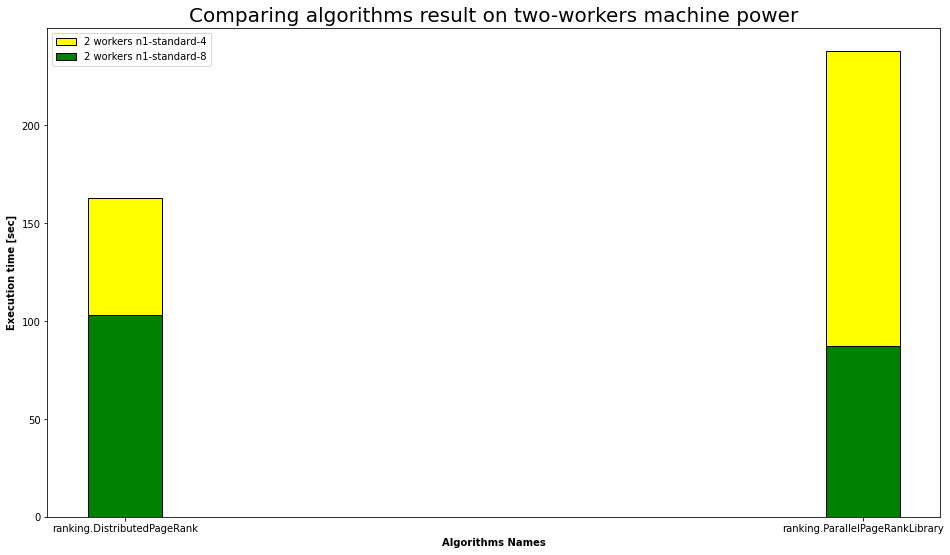 Comparing algorithms result on two-workers machine power
2 workers n1-standard-4
2 workers n1-standard-8
200
150
100
50
0
Execution time [sec]
ranking.DistributedPageRank
ranking.ParallelPageRankLibrary
Algorithms Names